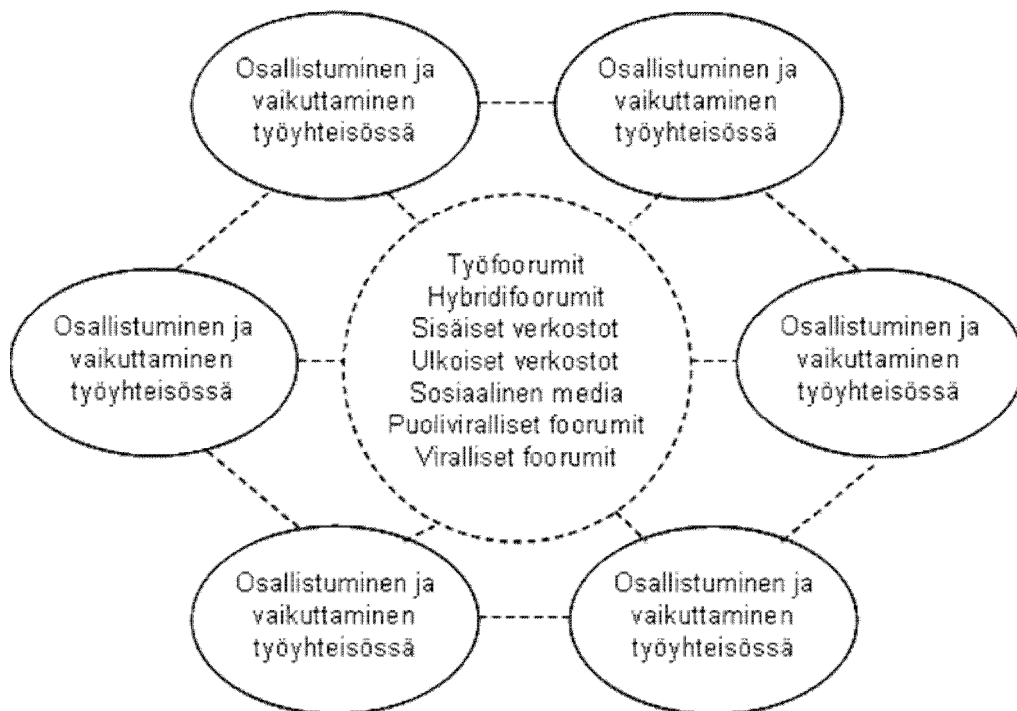 Osallistuminen ja
vaikuttaminen
työyhteisössä
Osallistuminen ja
vaikuttaminen
työyhteisössä
Osallistuminen ja
vaikuttaminen
työyhteisössä
Työfoorumit
Hybridifoorumit
Sisäiset verkostot
Ulkoiset verkostot
Sosiaalinen media
Puoliviralliset foorumit
Viralliset foorumit
Osallistuminen ja
vaikuttaminen
työyhteisössä
Osallistuminen ja
vaikuttaminen
työyhteisössä
Osallistuminen ja
vaikuttaminen
työyhteisössä